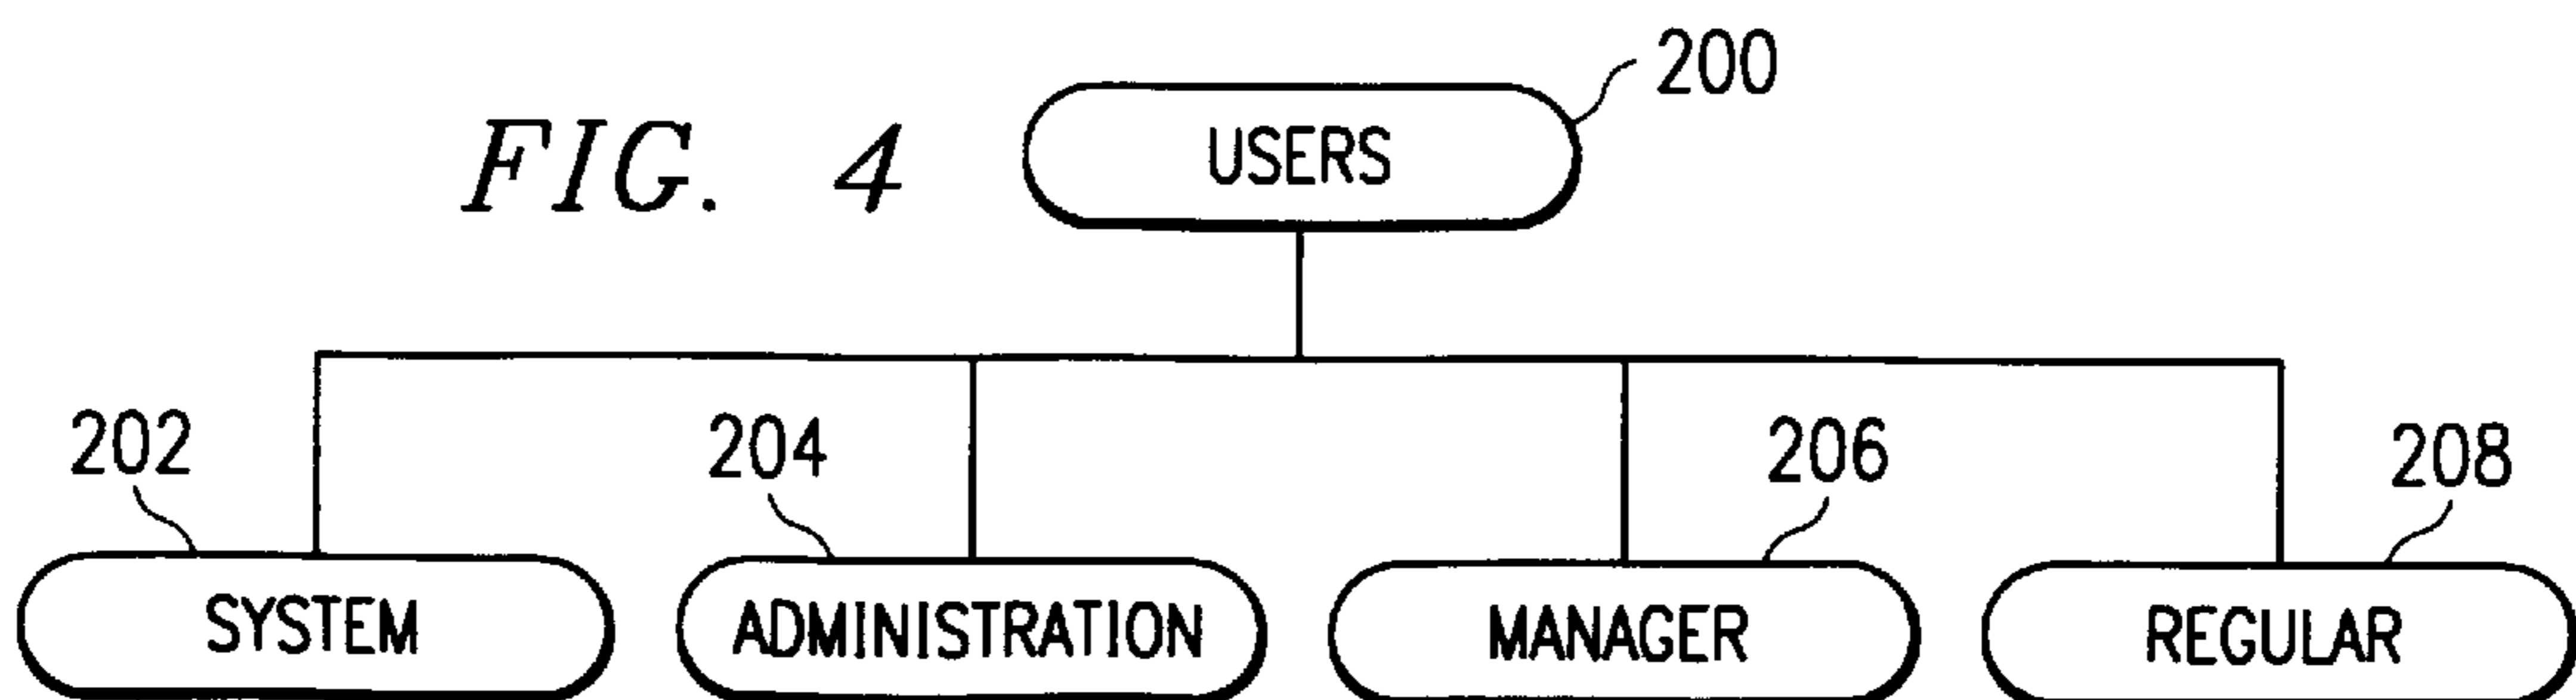 200
FIG. 4
USERS
202
204
206
208
SYSTEM
ADMINISTRATION
MANAGER
REGULAR